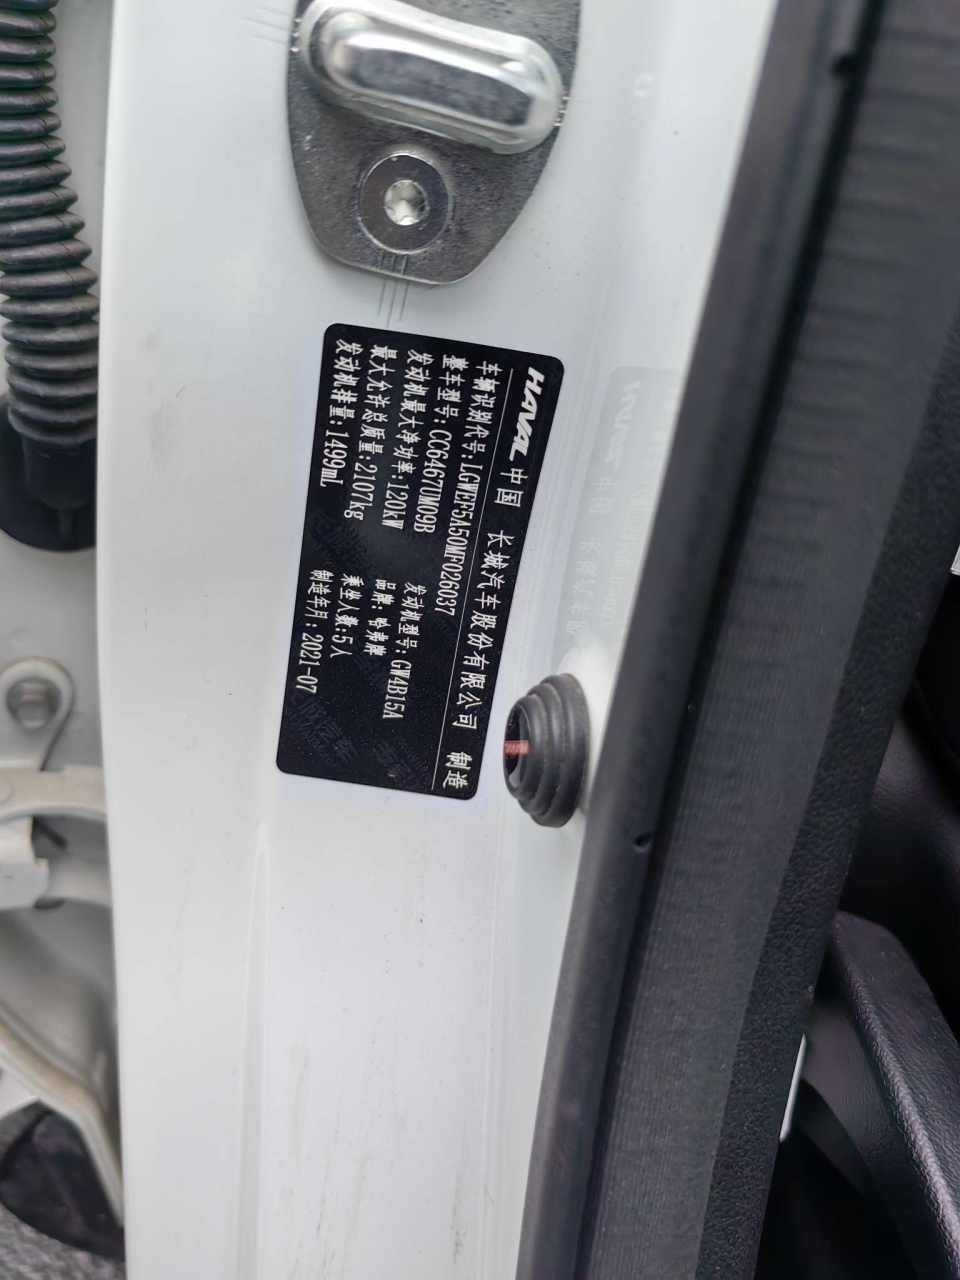 HAVAL 中国 长城汽车股份有限公司 制造
车辆识别代号:LGWEF5A50MF026037
整车型号:CC6467UM09B
发动机型号:GW4B15A
发动机最大净功率:120kW
品牌:哈弗牌
最大允许总质量:2107kg
乘坐人数:5人
发动机排量:1499mL
制造年月:2021-07